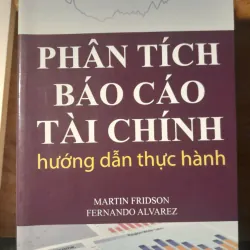 PHÂN TÍCH
BÁO CÁO
TÀI CHÍNH
hướng dẫn thực hành
MARTIN FRIDSON
FERNANDO ALVAREZ